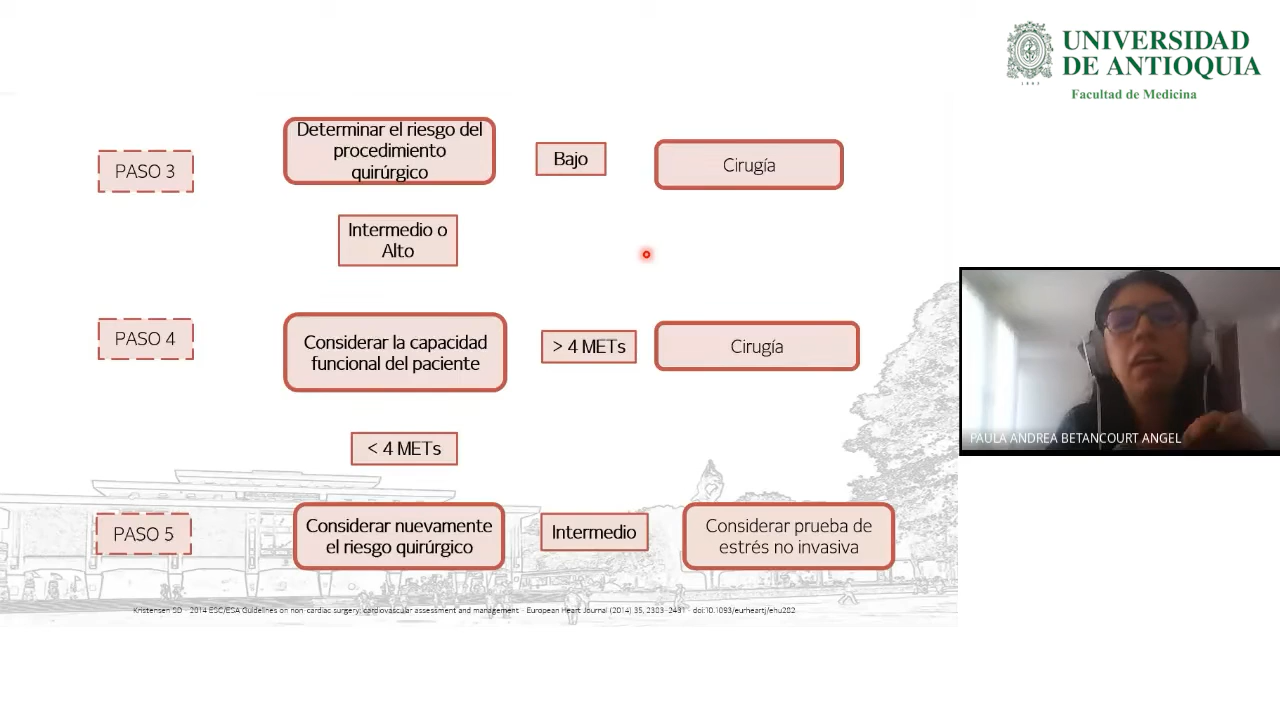 UNIVERSIDAD
DE ANTIOQUIA
1803
Facultad de Medicina
PASO 3
Determinar el riesgo del
procedimiento
quirúrgico
Bajo
Cirugía
Intermedio o
Alto
PASO 4
Considerar la capacidad
funcional del paciente
> 4 METs
Cirugía
< 4 METs
PASO 5
Considerar nuevamente
el riesgo quirúrgico
Intermedio
Considerar prueba de
estrés no invasiva
Kristensen SD - 2014 ESC/ESA Guidelines on non-cardiac surgery: cardiovascular assessment and management - European Heart Journal (2014) 35, 2383–2431 - doi:10.1093/eurheartj/ehu282
PAULA ANDREA BETANCOURT ANGEL